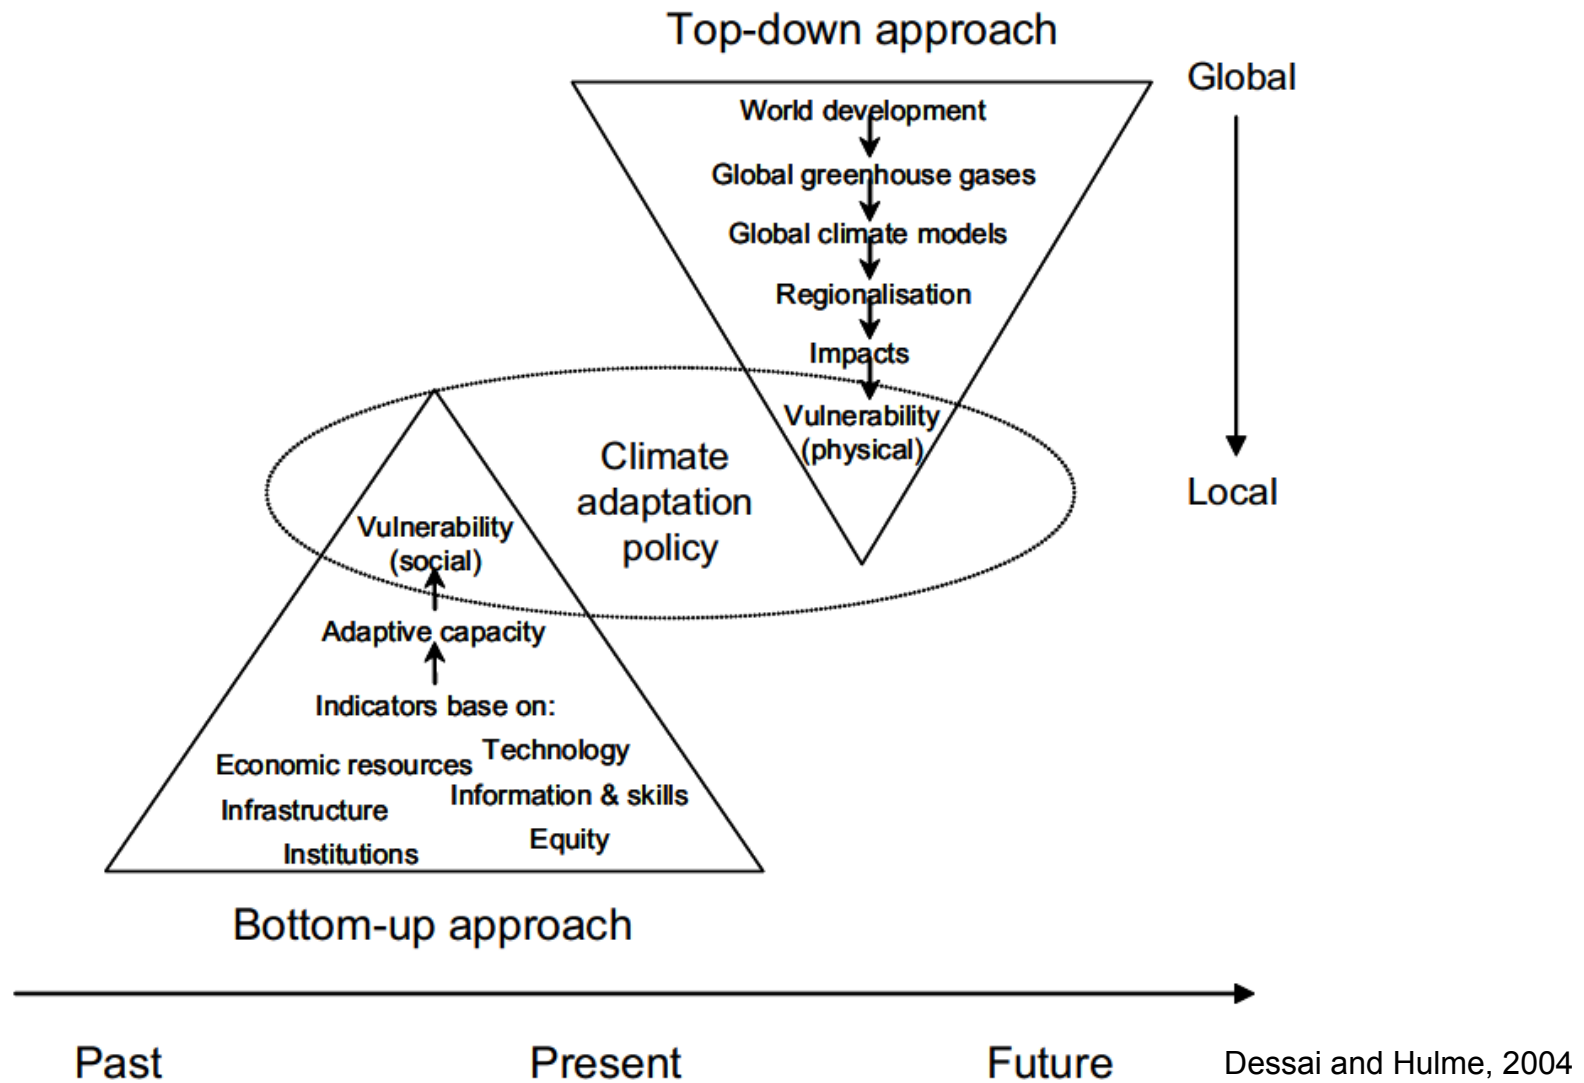 Top-down approach
Global
World development
Global greenhouse gases
Global climate models
Regionalisation
Impacts
Vulnerability
(physical)
Local
Climate
adaptation
policy
Vulnerability
(social)
Adaptive capacity
Indicators base on:
Economic resources
Technology
Infrastructure
Information & skills
Institutions
Equity
Bottom-up approach
Past
Present
Future
Dessai and Hulme, 2004